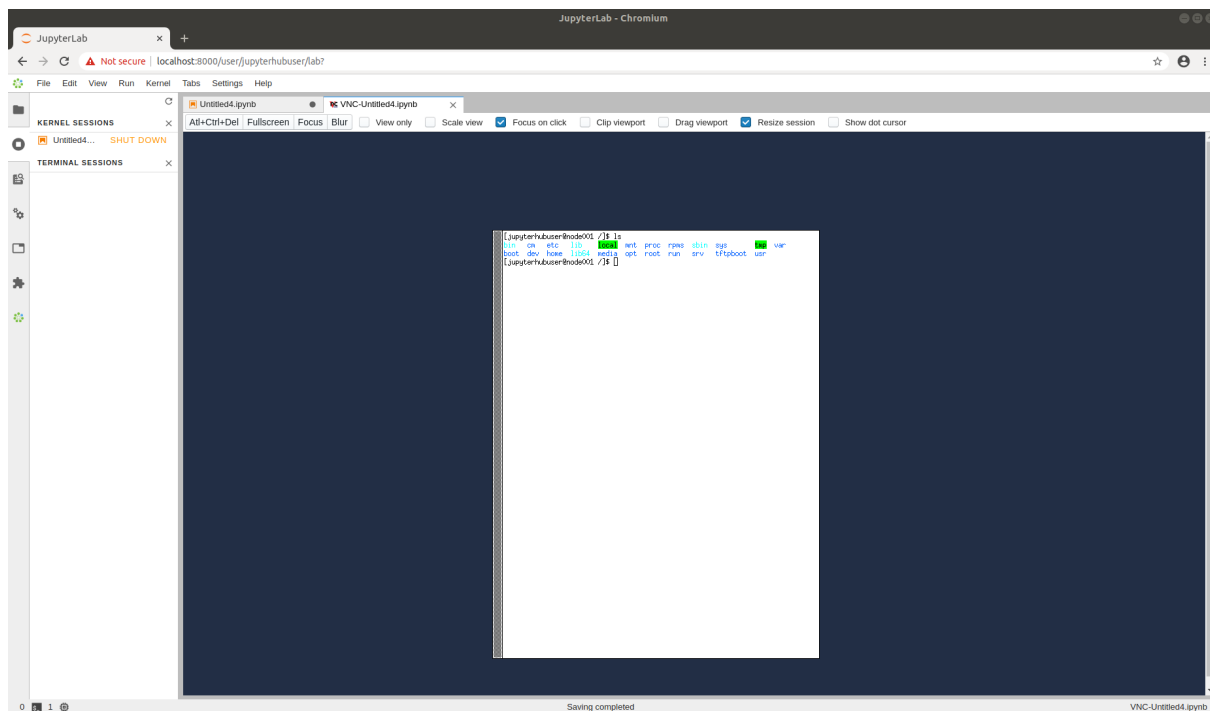 JupyterLab - Chromium
JupyterLab × +
Not secure | localhost:8000/user/jupyterhubuser/lab?
File Edit View Run Kernel Tabs Settings Help
Untitled4.ipynb VNC-Untitled4.ipynb ×
KERNEL SESSIONS ×
Untitled4... SHUT DOWN
TERMINAL SESSIONS ×
Atl+Ctrl+Del Fullscreen Focus Blur View only Scale view Focus on click Clip viewport Drag viewport Resize session Show dot cursor
[jupyterhubuser@node001 /]$ ls
bin cm etc lib local mnt proc rpms sbin sys tmp var
boot dev home lib64 media opt root run srv tftpboot usr
[jupyterhubuser@node001 /]$
0 1
Saving completed
VNC-Untitled4.ipynb